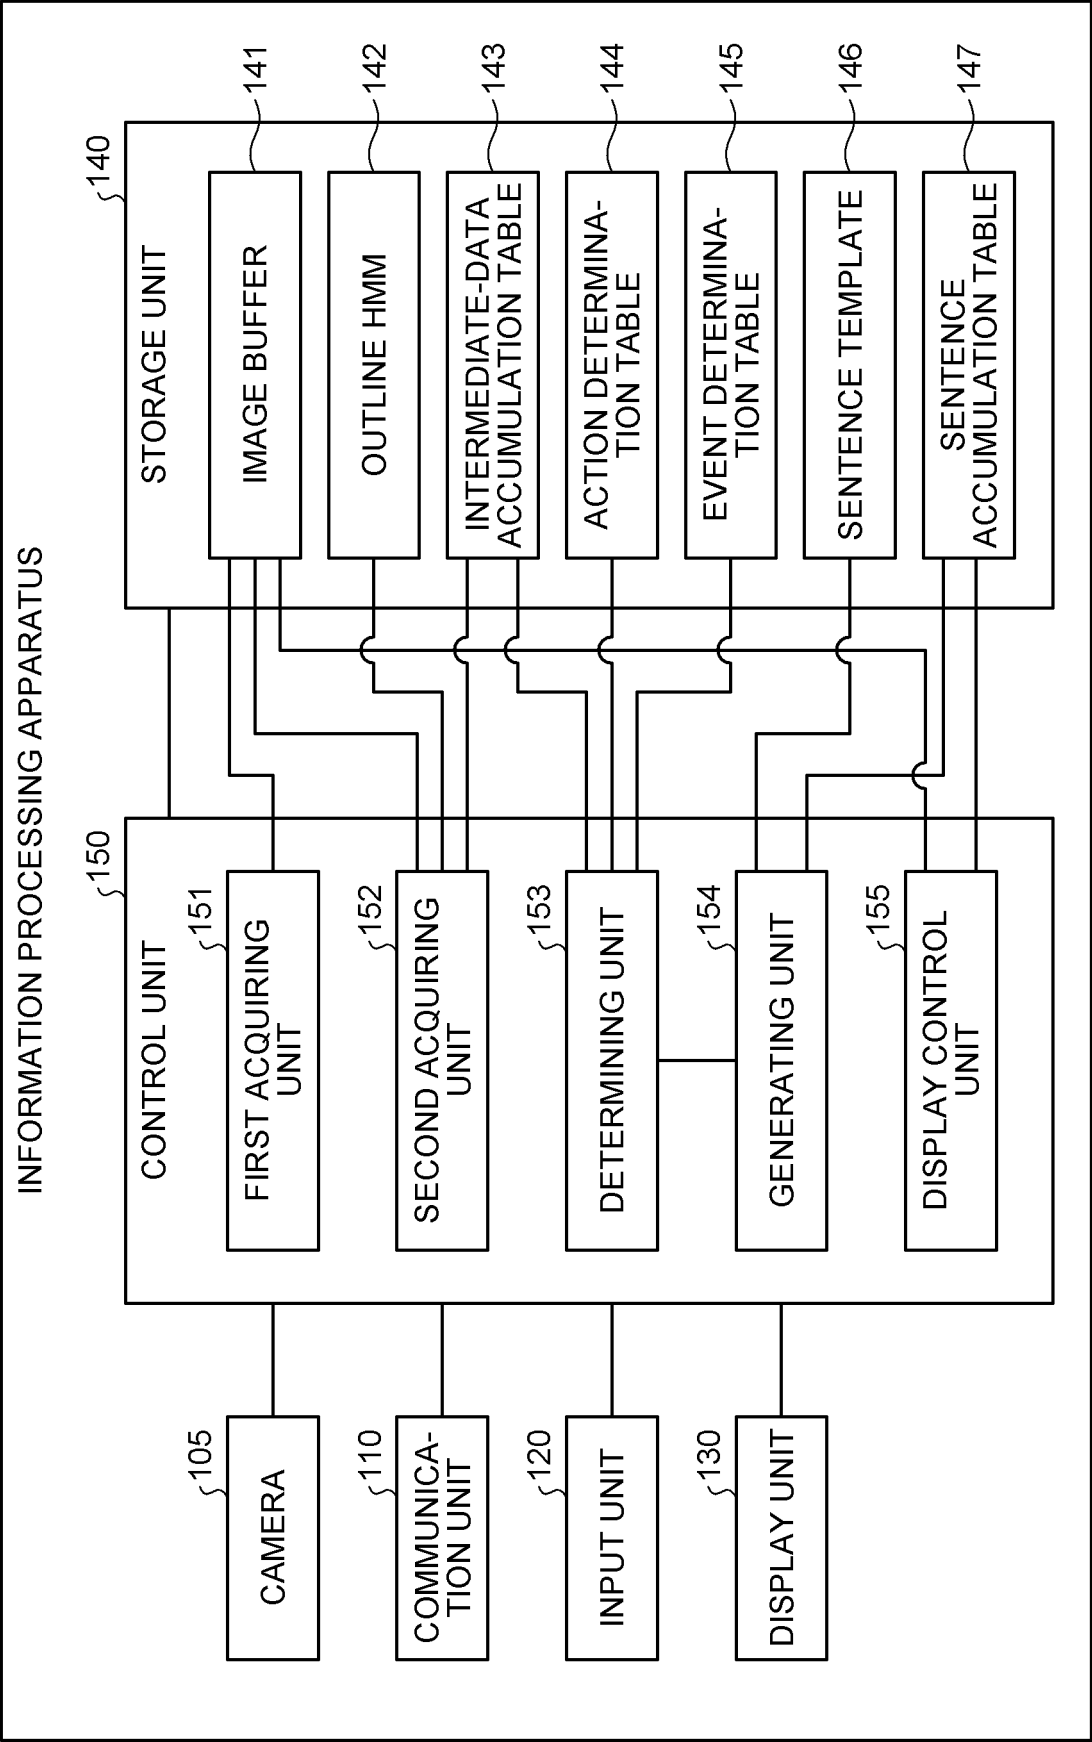 INFORMATION PROCESSING APPARATUS
105
CAMERA
110
COMMUNICA-
TION UNIT
120
INPUT UNIT
130
DISPLAY UNIT
150
CONTROL UNIT
151
FIRST ACQUIRING
UNIT
152
SECOND ACQUIRING
UNIT
153
DETERMINING UNIT
154
GENERATING UNIT
155
DISPLAY CONTROL
UNIT
140
STORAGE UNIT
IMAGE BUFFER
141
OUTLINE HMM
142
INTERMEDIATE-DATA
ACCUMULATION TABLE
143
ACTION DETERMINA-
TION TABLE
144
EVENT DETERMINA-
TION TABLE
145
SENTENCE TEMPLATE
146
SENTENCE
ACCUMULATION TABLE
147